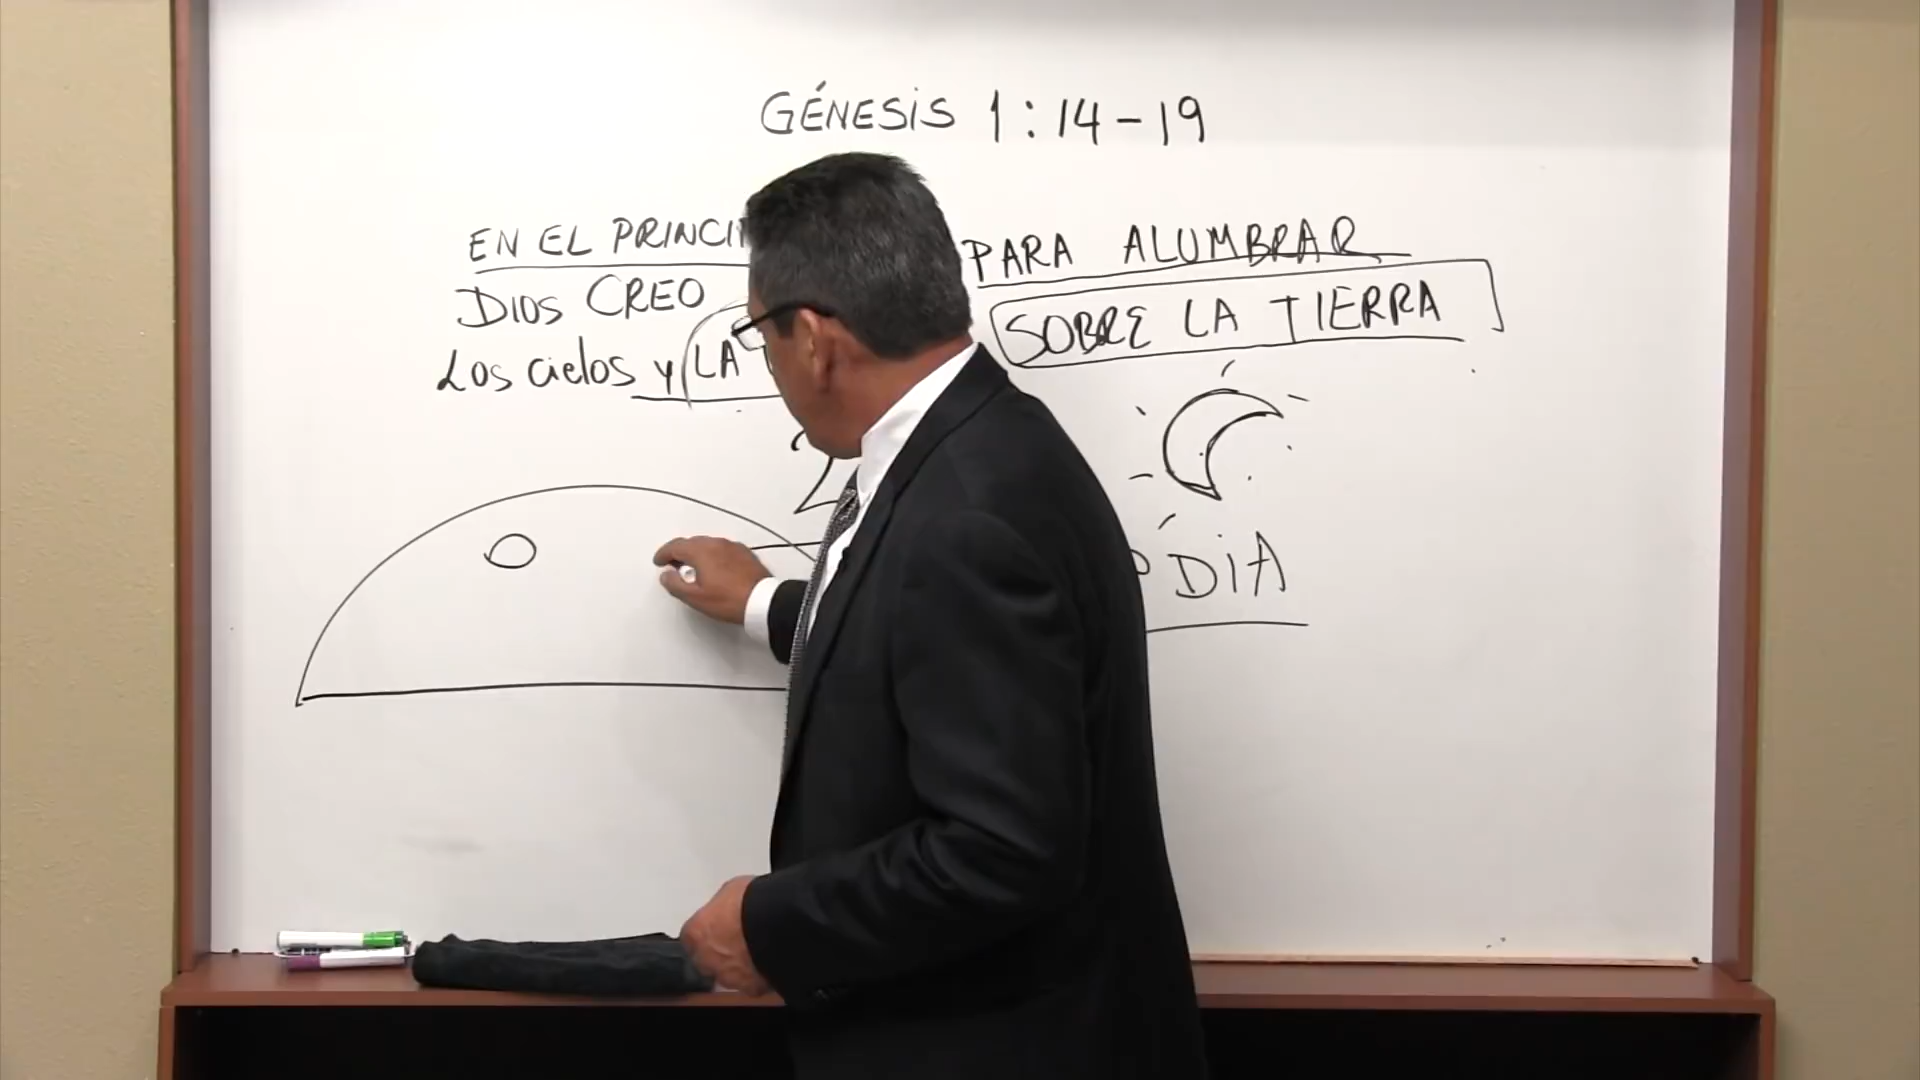 GÉNESIS 1:14-19
EN EL PRINCI
DIOS CREO
LOS CIELOS Y LA
PARA ALUMBRAR
SOBRE LA TIERRA
DIA